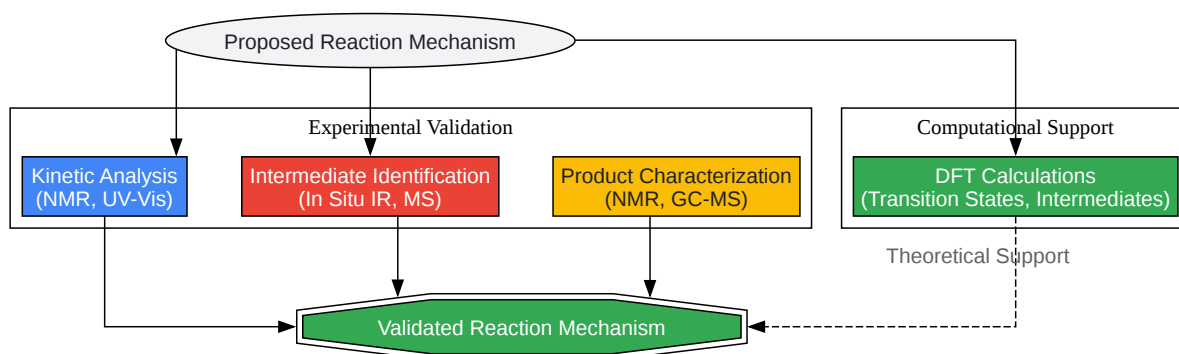 Proposed Reaction Mechanism
Experimental Validation
Computational Support
Kinetic Analysis
(NMR, UV-Vis)
Intermediate Identification
(In Situ IR, MS)
Product Characterization
(NMR, GC-MS)
DFT Calculations
(Transition States, Intermediates)
Theoretical Support
Validated Reaction Mechanism